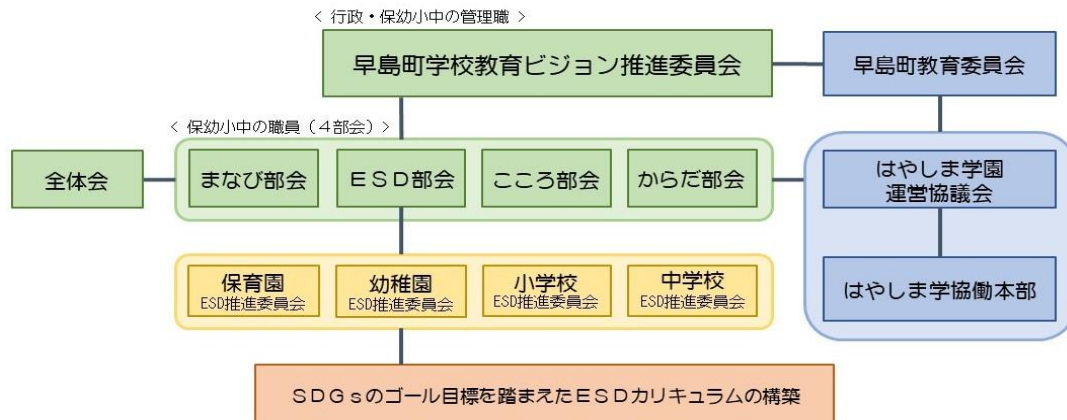 < 行政・保幼小中の管理職 >
早島町学校教育ビジョン推進委員会
早島町教育委員会
< 保幼小中の職員（４部会）>
全体会
まなび部会
ＥＳＤ部会
こころ部会
からだ部会
はやしま学園
運営協議会
保育園
ESD推進委員会
幼稚園
ESD推進委員会
小学校
ESD推進委員会
中学校
ESD推進委員会
はやしま学協働本部
ＳＤＧｓのゴール目標を踏まえたＥＳＤカリキュラムの構築